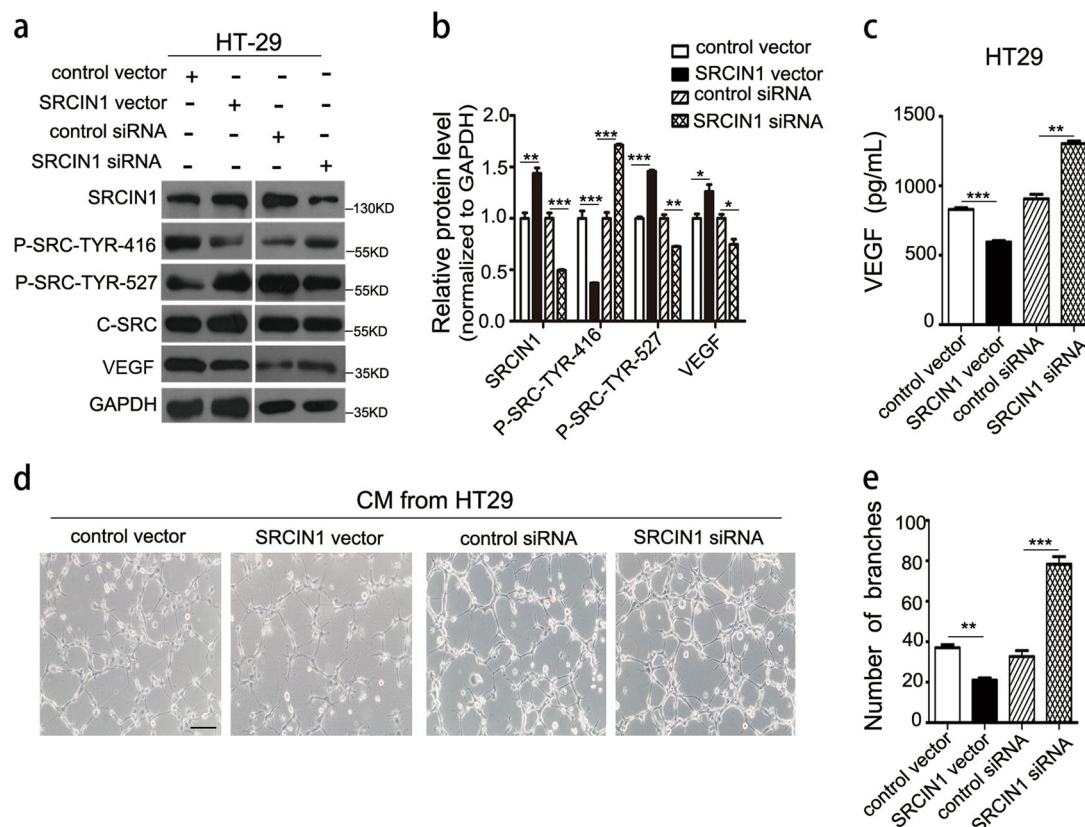 a
HT-29
control vector + - - -
SRCIN1 vector - + - -
control siRNA - - + -
SRCIN1 siRNA - - - +
SRCIN1
–130KD
P-SRC-TYR-416
–55KD
P-SRC-TYR-527
–55KD
C-SRC
–55KD
VEGF
–35KD
GAPDH
–35KD
b
control vector
SRCIN1 vector
control siRNA
SRCIN1 siRNA
Relative protein level
(normalized to GAPDH)
2.0
1.5
1.0
0.5
0.0
** *** *** *** *** ** * *
SRCIN1
P-SRC-TYR-416
P-SRC-TYR-527
VEGF
c
HT29
VEGF (pg/mL)
1500
1200
900
600
300
0
***
**
control vector
SRCIN1 vector
control siRNA
SRCIN1 siRNA
d
CM from HT29
control vector
SRCIN1 vector
control siRNA
SRCIN1 siRNA
e
Number of branches
100
80
60
40
20
0
**
***
control vector
SRCIN1 vector
control siRNA
SRCIN1 siRNA